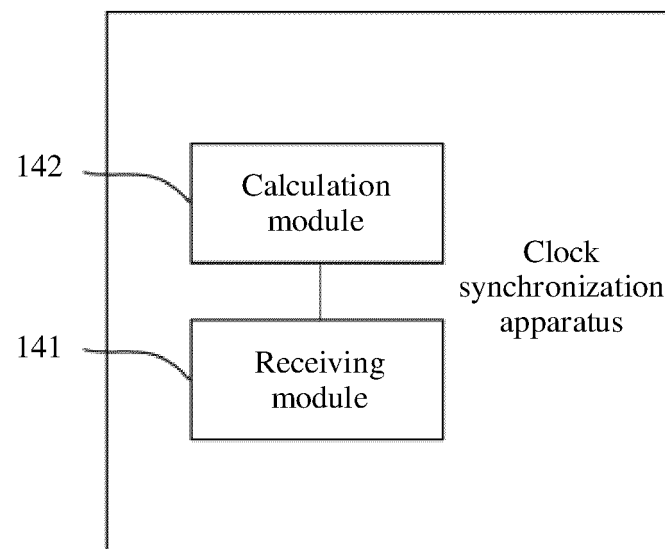 142
Calculation
module
Clock
synchronization
apparatus
141
Receiving
module